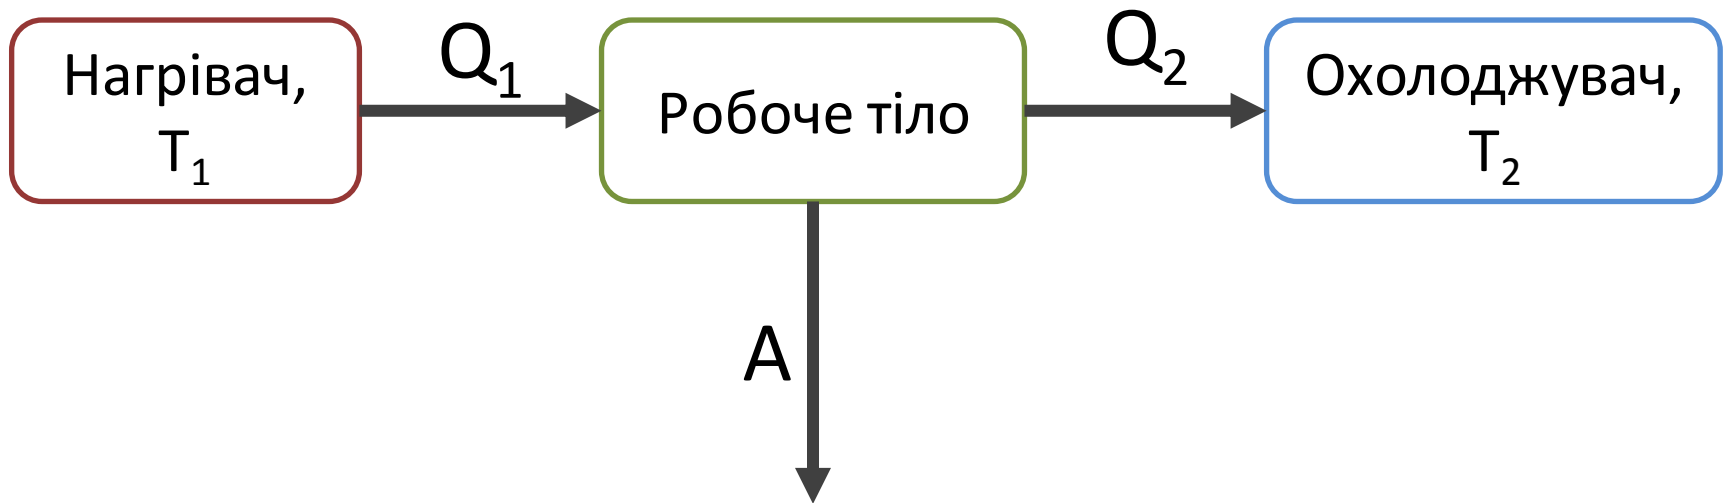 Нагрівач,
T₁
Q₁
Робоче тіло
Q₂
Охолоджувач,
T₂
A